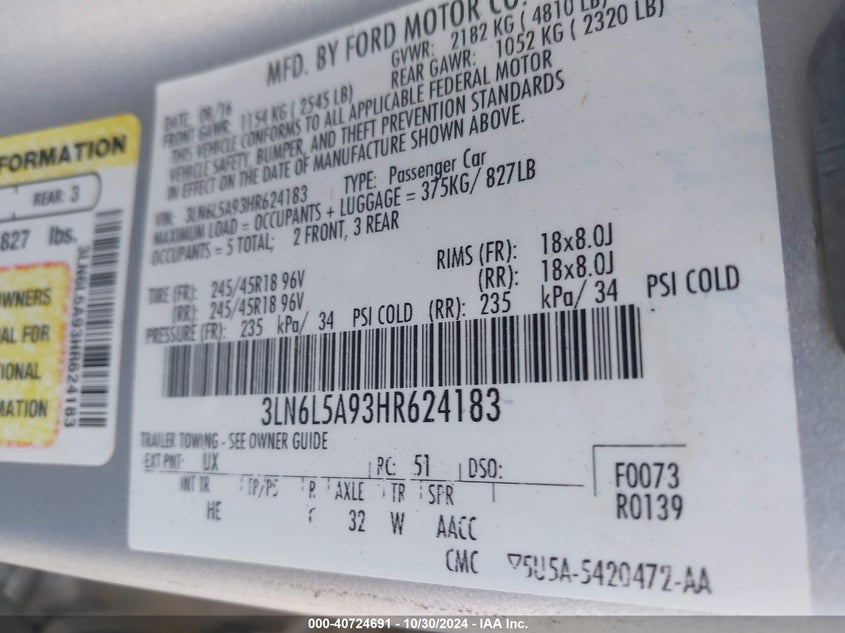 MFD. BY FORD MOTOR CO.
DATE: 08/16 GVWR: 2182 KG ( 4810 LB)
FRONT GAWR: 1154 KG ( 2545 LB) REAR GAWR: 1052 KG ( 2320 LB)
THIS VEHICLE CONFORMS TO ALL APPLICABLE FEDERAL MOTOR
VEHICLE SAFETY, BUMPER, AND THEFT PREVENTION STANDARDS
IN EFFECT ON THE DATE OF MANUFACTURE SHOWN ABOVE.
VIN: 3LN6L5A93HR624183 TYPE: Passenger Car
MAXIMUM LOAD = OCCUPANTS + LUGGAGE = 375KG/ 827LB
OCCUPANTS = 5 TOTAL; 2 FRONT, 3 REAR
TIRE (FR): 245/45R18 96V RIMS (FR): 18x8.0J
(RR): 245/45R18 96V (RR): 18x8.0J
PRESSURE (FR): 235 kPa/ 34 PSI COLD (RR): 235 kPa/ 34 PSI COLD
3LN6L5A93HR624183
TRAILER TOWING - SEE OWNER GUIDE
EXT PNT: UX PC: 51 DSO: F0073
INT TR TP/PS R AXLE TR SPR R0139
HE 32 W AACC
CMC 5U5A-5420472-AA
FORMATION
REAR: 3
827 lbs.
OWNERS
AL FOR
IONAL
MATION
3LN6L5A93HR624183
000-40724691 - 10/30/2024 - IAA Inc.